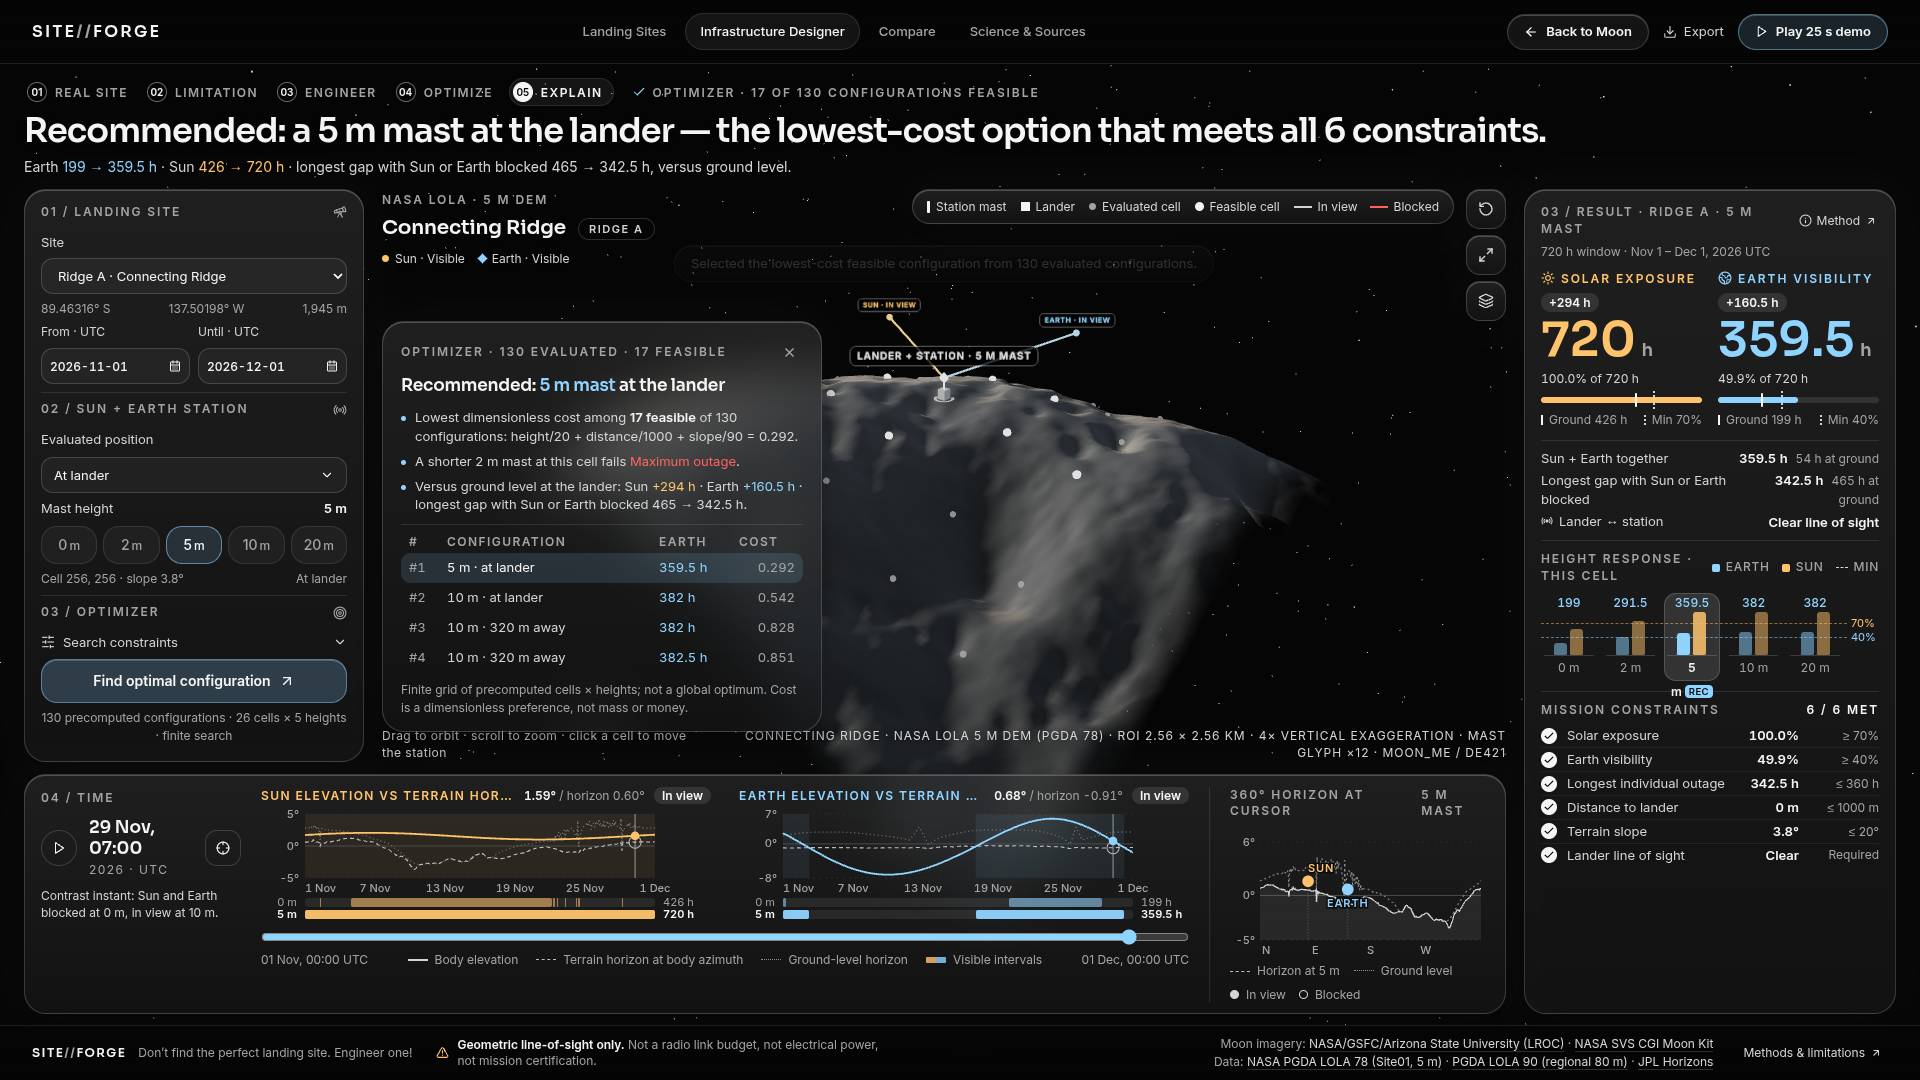 SITE//FORGE
Landing Sites
Infrastructure Designer
Compare
Science & Sources
Back to Moon
Export
Play 25 s demo
01 REAL SITE
02 LIMITATION
03 ENGINEER
04 OPTIMIZE
05 EXPLAIN
OPTIMIZER · 17 OF 130 CONFIGURATIONS FEASIBLE
Recommended: a 5 m mast at the lander — the lowest-cost option that meets all 6 constraints.
Earth 199 → 359.5 h · Sun 426 → 720 h · longest gap with Sun or Earth blocked 465 → 342.5 h, versus ground level.
01 / LANDING SITE
Site
Ridge A · Connecting Ridge
89.46316° S 137.50198° W 1,945 m
From · UTC Until · UTC
2026-11-01 2026-12-01
02 / SUN + EARTH STATION
Evaluated position
At lander
Mast height 5 m
0 m 2 m 5 m 10 m 20 m
Cell 256, 256 · slope 3.8° At lander
03 / OPTIMIZER
Search constraints
Find optimal configuration
130 precomputed configurations · 26 cells × 5 heights
· finite search
NASA LOLA · 5 M DEM
Connecting Ridge RIDGE A
Sun · Visible Earth · Visible
Station mast Lander Evaluated cell Feasible cell In view Blocked
Selected the lowest-cost feasible configuration from 130 evaluated configurations.
SUN · IN VIEW
EARTH · IN VIEW
LANDER + STATION · 5 M MAST
OPTIMIZER · 130 EVALUATED · 17 FEASIBLE
Recommended: 5 m mast at the lander
Lowest dimensionless cost among 17 feasible of 130
configurations: height/20 + distance/1000 + slope/90 = 0.292.
A shorter 2 m mast at this cell fails Maximum outage.
Versus ground level at the lander: Sun +294 h · Earth +160.5 h ·
longest gap with Sun or Earth blocked 465 → 342.5 h.
# CONFIGURATION EARTH COST
#1 5 m · at lander 359.5 h 0.292
#2 10 m · at lander 382 h 0.542
#3 10 m · 320 m away 382 h 0.828
#4 10 m · 320 m away 382.5 h 0.851
Finite grid of precomputed cells × heights; not a global optimum. Cost
is a dimensionless preference, not mass or money.
Drag to orbit · scroll to zoom · click a cell to move
the station
CONNECTING RIDGE · NASA LOLA 5 M DEM (PGDA 78) · ROI 2.56 × 2.56 KM · 4× VERTICAL EXAGGERATION · MAST
GLYPH ×12 · MOON_ME / DE421
03 / RESULT · RIDGE A · 5 M
MAST
Method
720 h window · Nov 1 – Dec 1, 2026 UTC
SOLAR EXPOSURE EARTH VISIBILITY
+294 h +160.5 h
720 h 359.5 h
100.0% of 720 h 49.9% of 720 h
Ground 426 h Min 70% Ground 199 h Min 40%
Sun + Earth together 359.5 h 54 h at ground
Longest gap with Sun or Earth 342.5 h 465 h at
blocked ground
Lander ↔ station Clear line of sight
HEIGHT RESPONSE ·
THIS CELL
EARTH SUN MIN
199 291.5 359.5 382 382
70%
40%
0 m 2 m 5 10 m 20 m
m REC
MISSION CONSTRAINTS 6 / 6 MET
Solar exposure 100.0% ≥ 70%
Earth visibility 49.9% ≥ 40%
Longest individual outage 342.5 h ≤ 360 h
Distance to lander 0 m ≤ 1000 m
Terrain slope 3.8° ≤ 20°
Lander line of sight Clear Required
04 / TIME
29 Nov,
07:00
2026 · UTC
Contrast instant: Sun and Earth
blocked at 0 m, in view at 10 m.
SUN ELEVATION VS TERRAIN HOR... 1.59° / horizon 0.60° In view
5°
0°
-5°
1 Nov 7 Nov 13 Nov 19 Nov 25 Nov 1 Dec
0 m 426 h
5 m 720 h
EARTH ELEVATION VS TERRAIN ... 0.68° / horizon -0.91° In view
7°
0°
-8°
1 Nov 7 Nov 13 Nov 19 Nov 25 Nov 1 Dec
0 m 199 h
5 m 359.5 h
01 Nov, 00:00 UTC Body elevation Terrain horizon at body azimuth Ground-level horizon Visible intervals 01 Dec, 00:00 UTC
360° HORIZON AT
CURSOR
5 M
MAST
6°
0°
-5°
SUN
EARTH
N E S W
Horizon at 5 m Ground level
In view Blocked
SITE//FORGE Don't find the perfect landing site. Engineer one!
Geometric line-of-sight only. Not a radio link budget, not electrical power,
not mission certification.
Moon imagery: NASA/GSFC/Arizona State University (LROC) · NASA SVS CGI Moon Kit
Data: NASA PGDA LOLA 78 (Site01, 5 m) · PGDA LOLA 90 (regional 80 m) · JPL Horizons
Methods & limitations